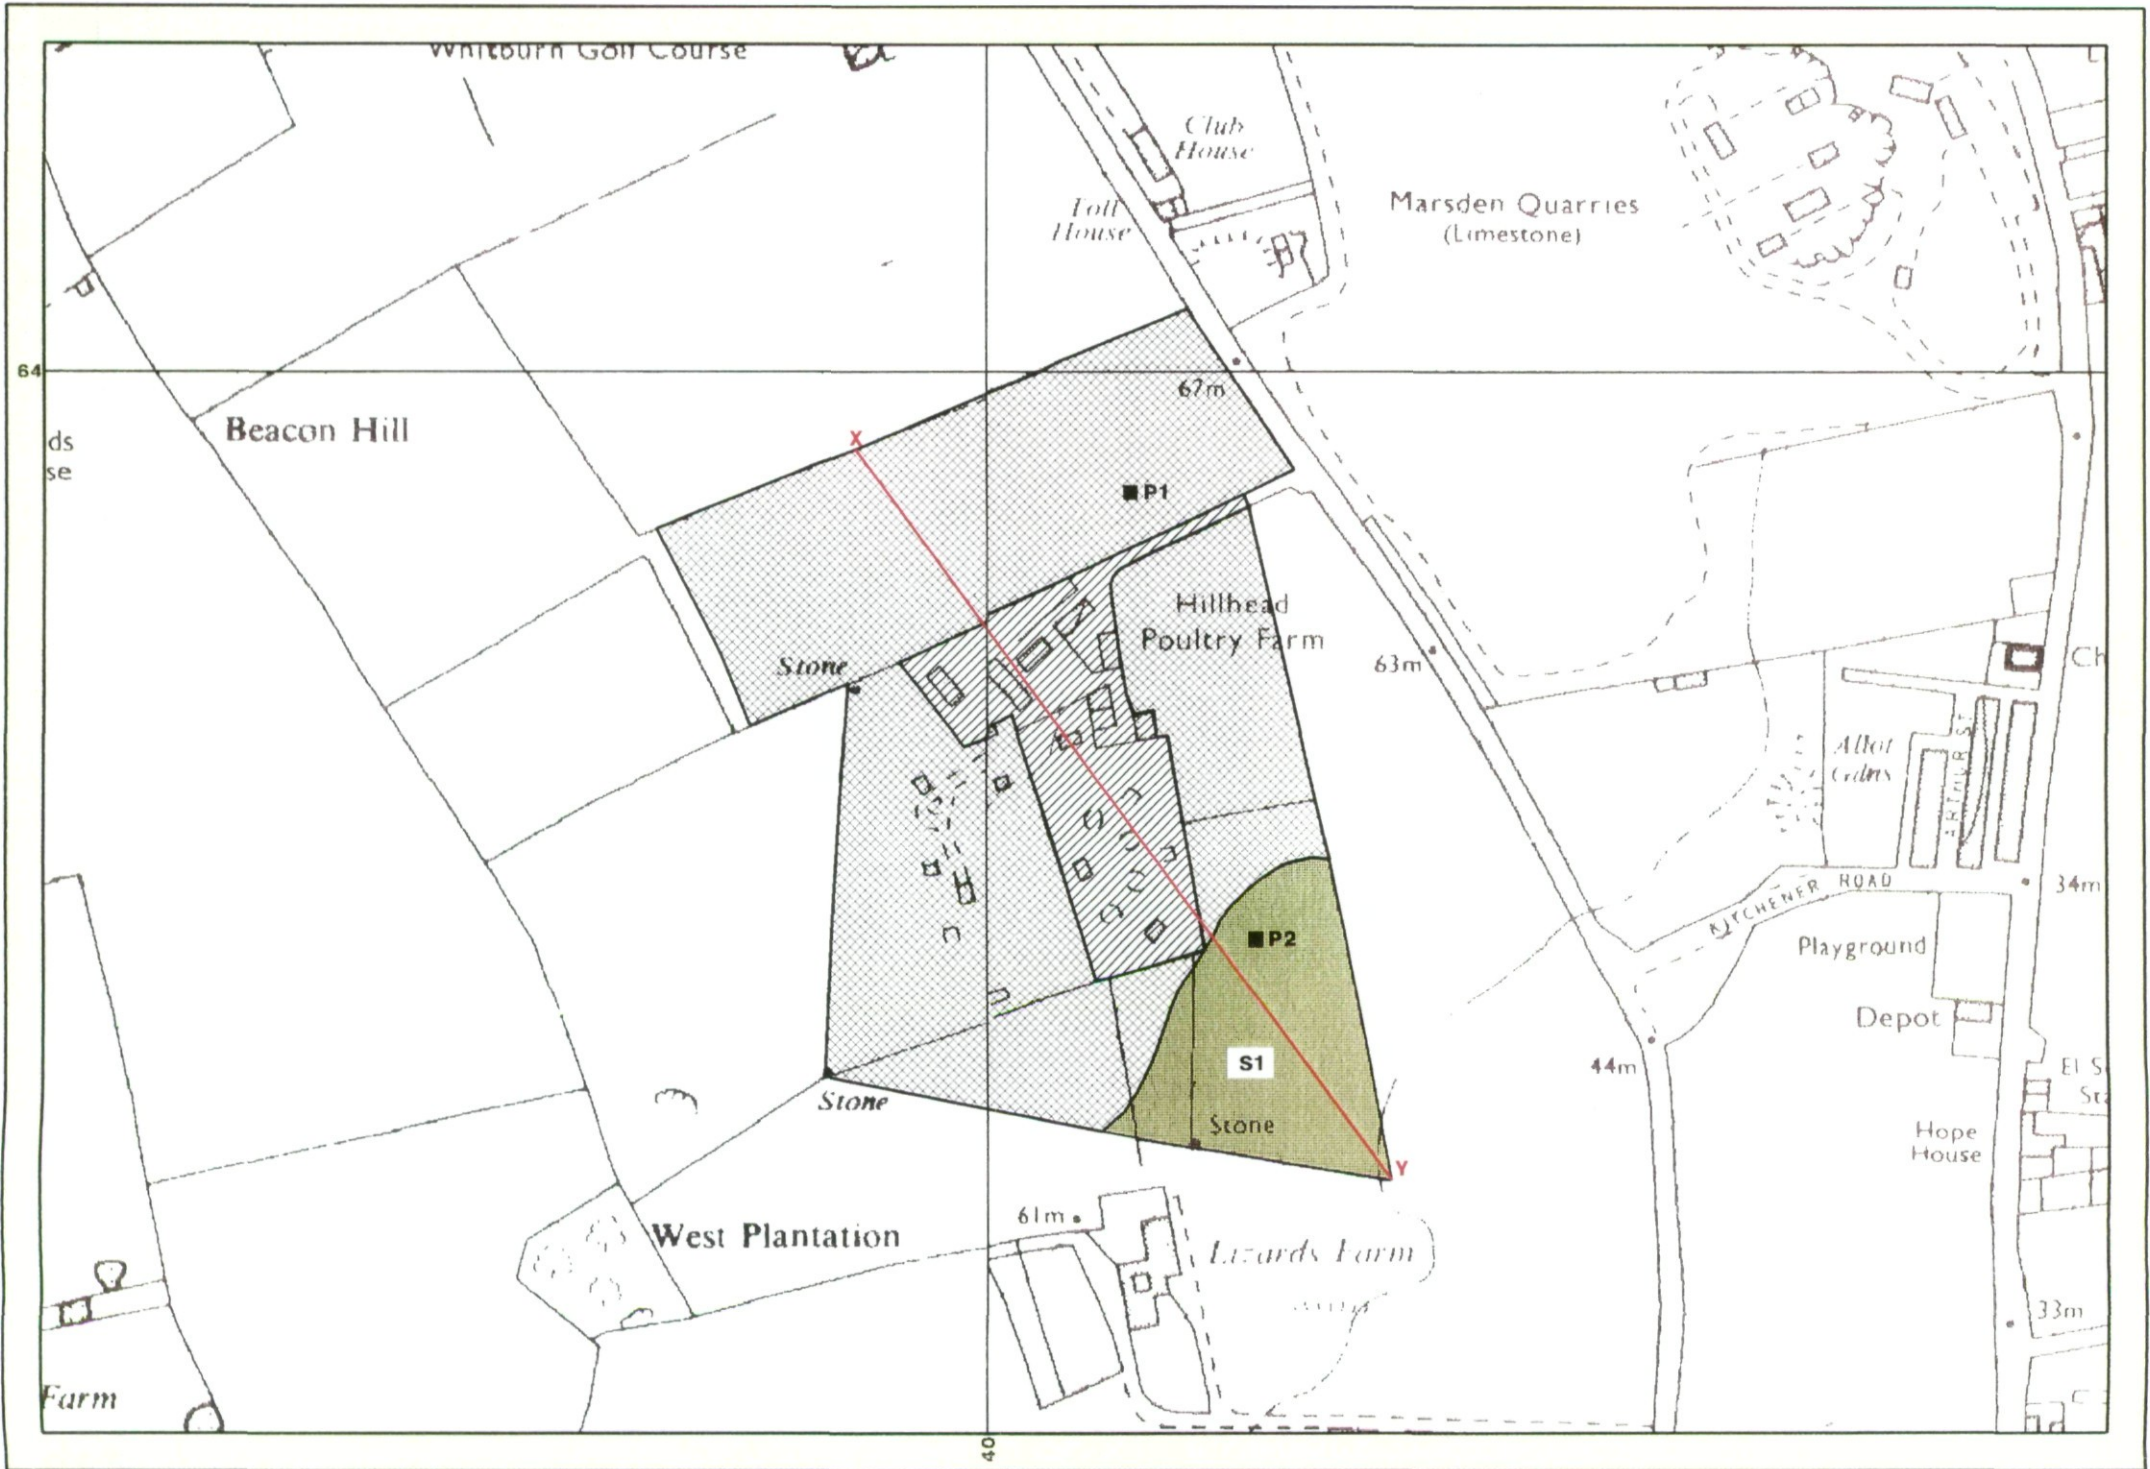 Whitburn Golf Course
Club
House
Toll
House
Marsden Quarries
(Limestone)
64
67m
Beacon Hill
ds
se
X
P1
Hillhead
Poultry Farm
Stone
63m
Ch
Allot
Gdns
ARTHUR ST
KITCHENER ROAD
34m
P2
Playground
Depot
S1
44m
Stone
Stone
Y
El S
Sta
Hope
House
61m
West Plantation
Lizards Farm
33m
Farm
40